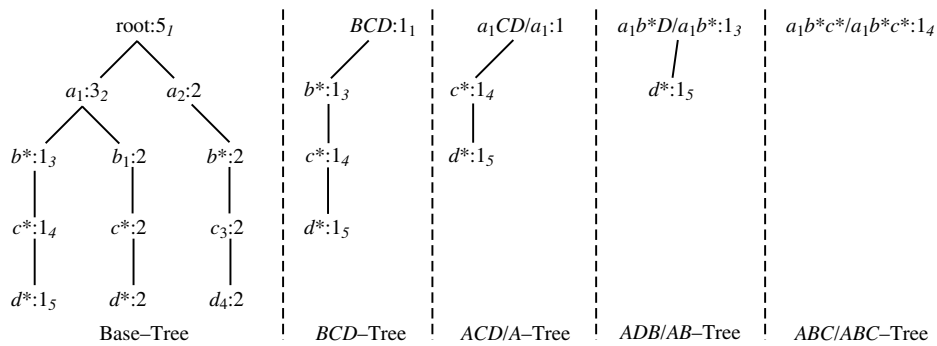 root:5₁ BCD:1₁ a₁CD/a₁:1 a₁b*D/a₁b*:1₃ a₁b*c*/a₁b*c*:1₄
a₁:3₂ a₂:2 b*:1₃ c*:1₄ d*:1₅
b*:1₃ b₁:2 b*:2 c*:1₄ d*:1₅
c*:1₄ c*:2 c₃:2 d*:1₅
d*:1₅ d*:2 d₄:2
Base–Tree BCD–Tree ACD/A–Tree ADB/AB–Tree ABC/ABC–Tree